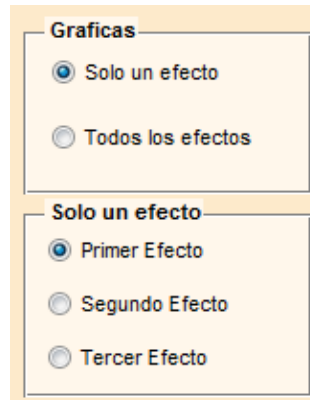 Graficas
Solo un efecto
Todos los efectos
Solo un efecto
Primer Efecto
Segundo Efecto
Tercer Efecto